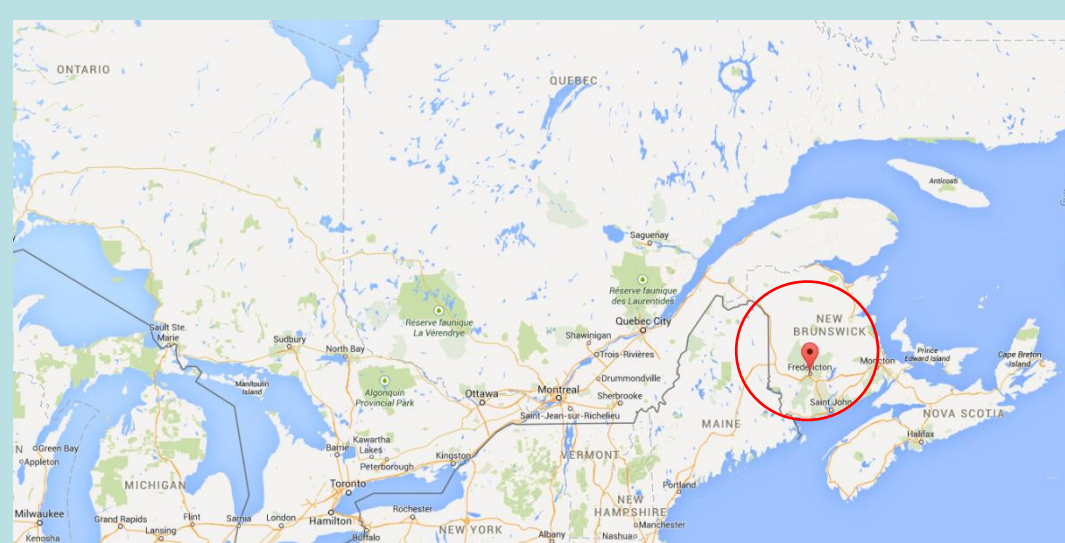 ONTARIO
QUEBEC
Anticosti
Saguenay
Réserve faunique
des Laurentides
Réserve faunique
La Vérendrye
Quebec City
Shawinigan
Trois-Rivières
Sault Ste.
Marie
Sudbury
North Bay
NEW
BRUNSWICK
Fredericton
Moncton
Prince
Edward Island
Cape Breton
Island
Manitoulin
Island
Algonquin
Provincial Park
Ottawa
Montreal
Drummondville
Sherbrooke
Saint-Jean-sur-Richelieu
Saint John
NOVA SCOTIA
Halifax
MAINE
N
Green Bay
Appleton
Barrie
Kawartha
Lakes
Peterborough
Kingston
VERMONT
MICHIGAN
Toronto
Portland
Milwaukee
Grand Rapids
Flint
Sarnia
London
Hamilton
Rochester
NEW
HAMPSHIRE
Manchester
Kenosha
Lansing
Buffalo
NEW YORK
Albany
Nashua